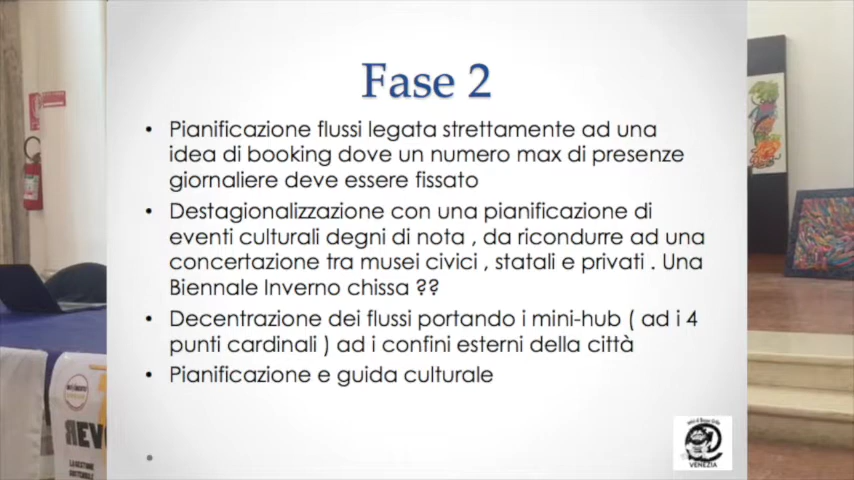 Fase 2
• Pianificazione flussi legata strettamente ad una
idea di booking dove un numero max di presenze
giornaliere deve essere fissato
• Destagionalizzazione con una pianificazione di
eventi culturali degni di nota , da ricondurre ad una
concertazione tra musei civici , statali e privati . Una
Biennale Inverno chissa ??
• Decentrazione dei flussi portando i mini-hub ( ad i 4
punti cardinali ) ad i confini esterni della città
• Pianificazione e guida culturale
•
VENEZIA
REV